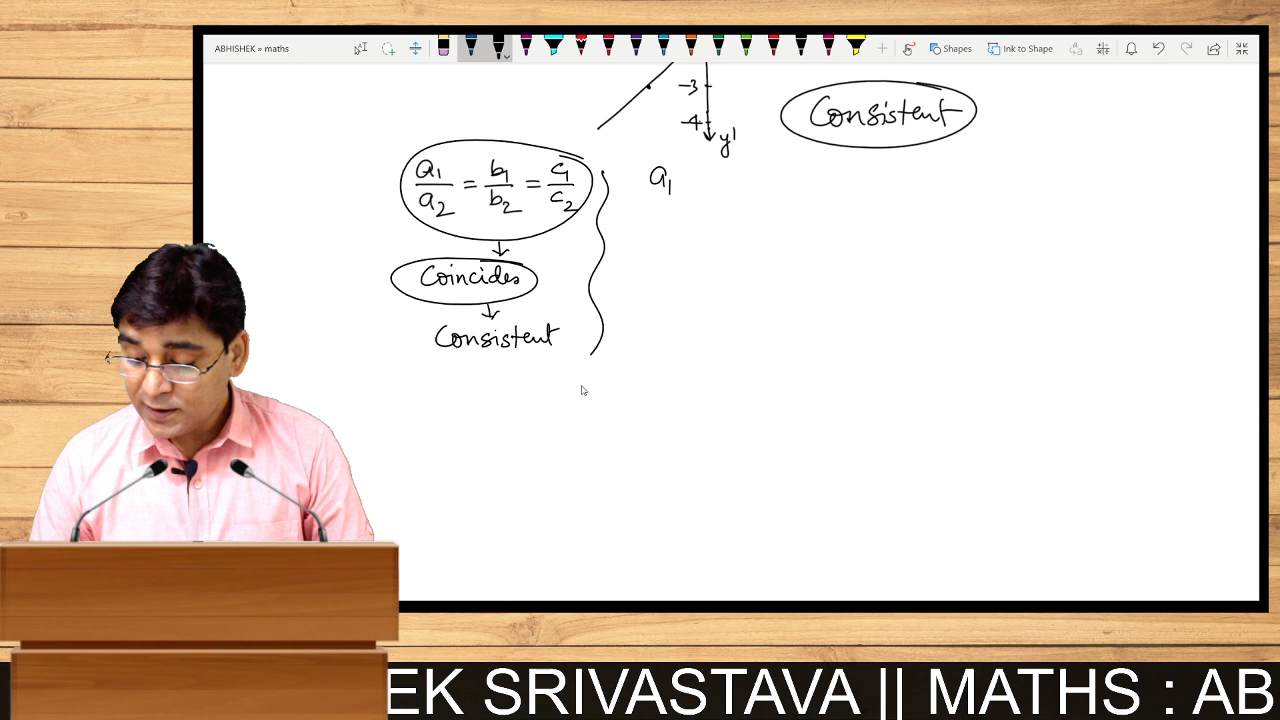 ABHISHEK » maths
Shapes
Ink to Shape
-3
-4
y'
Consistent
a1/a2 = b1/b2 = c1/c2
a1
Coincides
Consistent
EK SRIVASTAVA || MATHS : AB